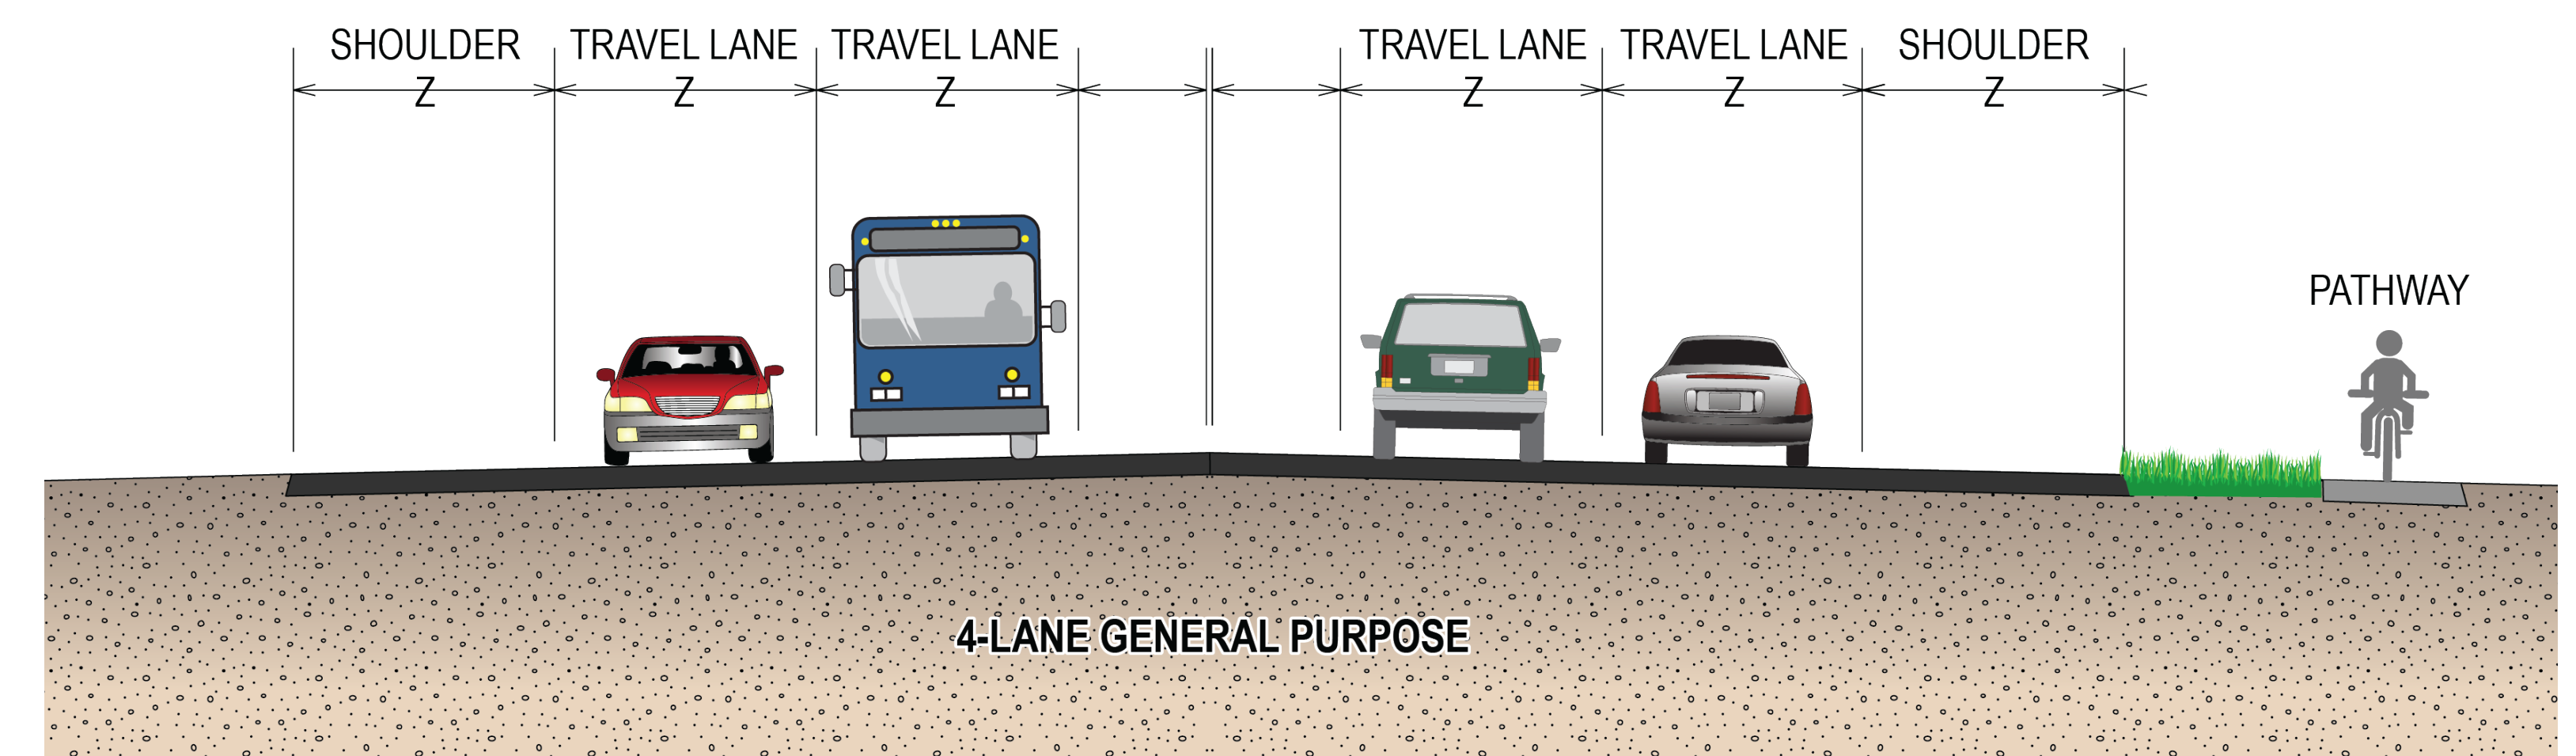 SHOULDER TRAVEL LANE TRAVEL LANE TRAVEL LANE TRAVEL LANE SHOULDER
Z Z Z Z Z Z
PATHWAY
4-LANE GENERAL PURPOSE